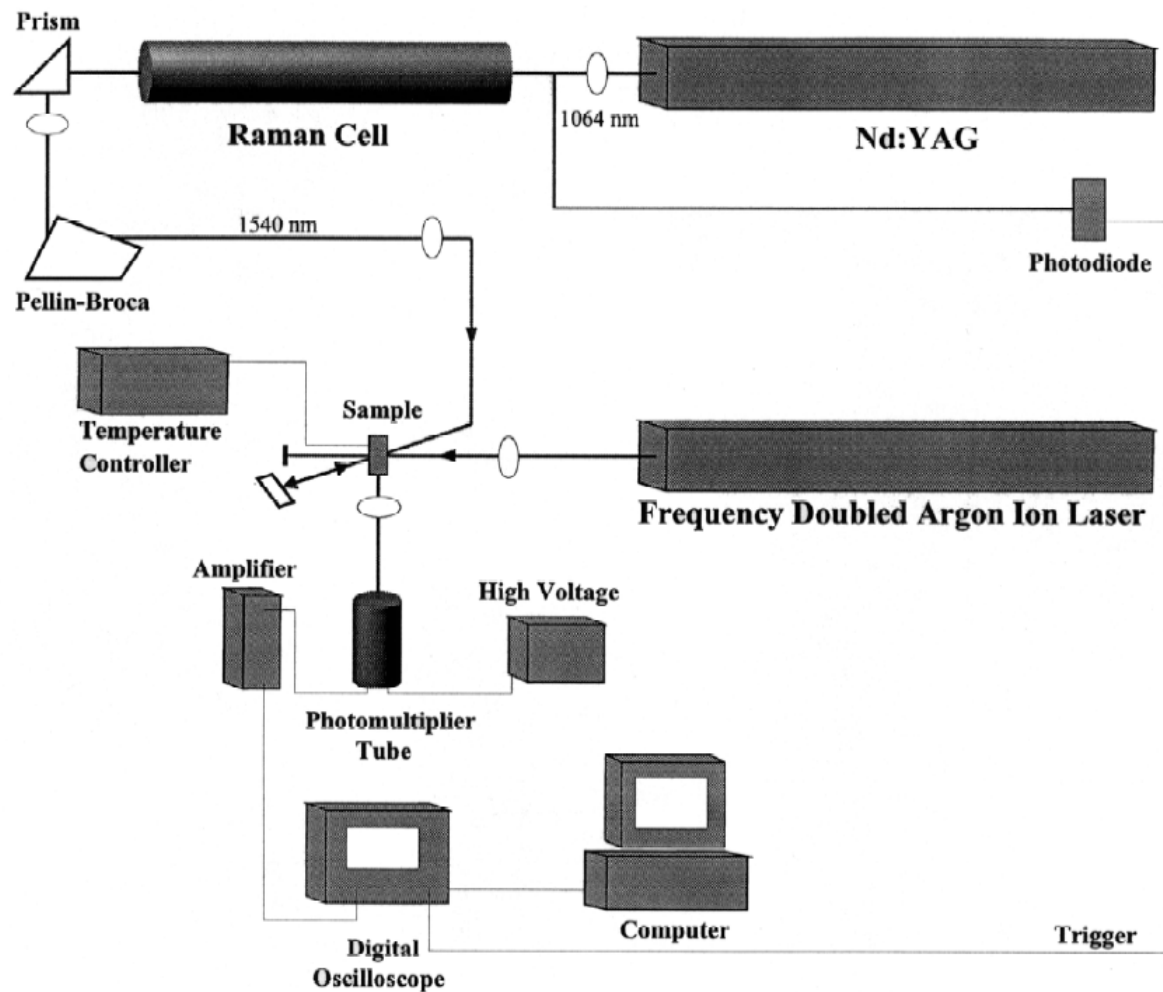 Prism
1064 nm
Raman Cell
Nd:YAG
1540 nm
Photodiode
Pellin-Broca
Sample
Temperature
Controller
Frequency Doubled Argon Ion Laser
Amplifier
High Voltage
Photomultiplier
Tube
Computer
Trigger
Digital
Oscilloscope